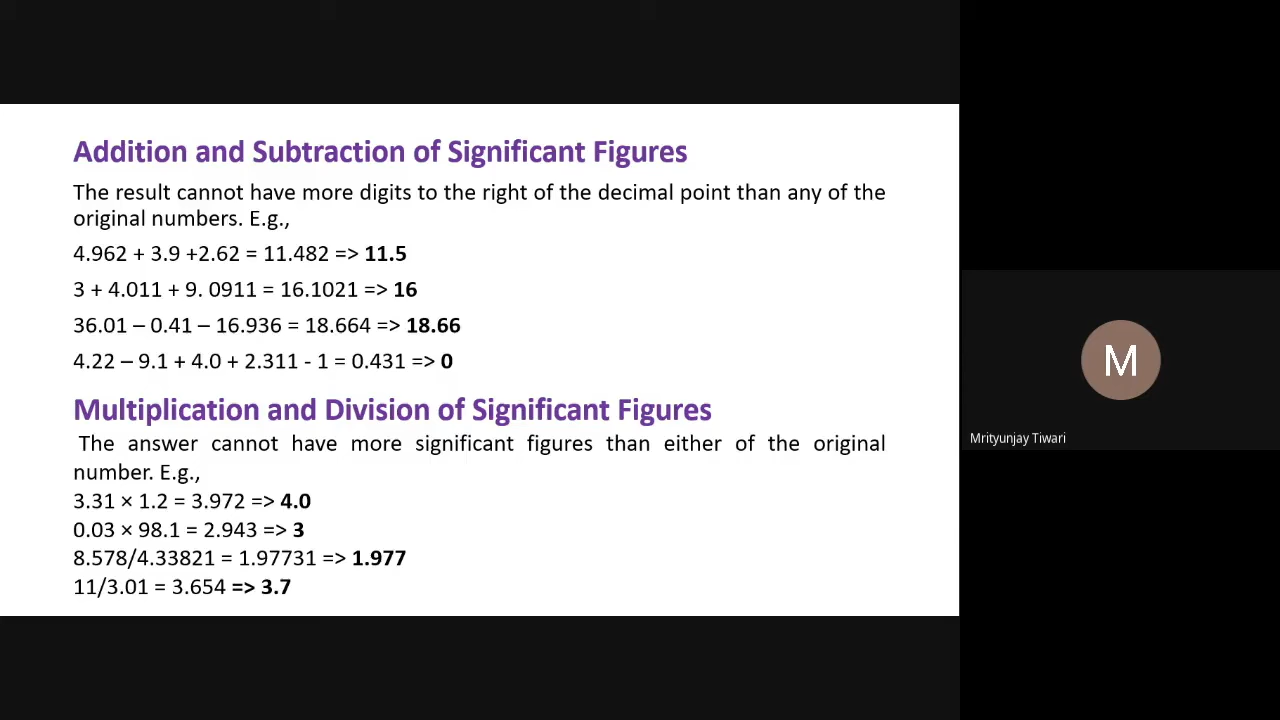 Addition and Subtraction of Significant Figures
The result cannot have more digits to the right of the decimal point than any of the
original numbers. E.g.,
4.962 + 3.9 +2.62 = 11.482 => 11.5
3 + 4.011 + 9. 0911 = 16.1021 => 16
36.01 – 0.41 – 16.936 = 18.664 => 18.66
4.22 – 9.1 + 4.0 + 2.311 - 1 = 0.431 => 0
Multiplication and Division of Significant Figures
The answer cannot have more significant figures than either of the original
number. E.g.,
3.31 × 1.2 = 3.972 => 4.0
0.03 × 98.1 = 2.943 => 3
8.578/4.33821 = 1.97731 => 1.977
11/3.01 = 3.654 => 3.7
M
Mrityunjay Tiwari